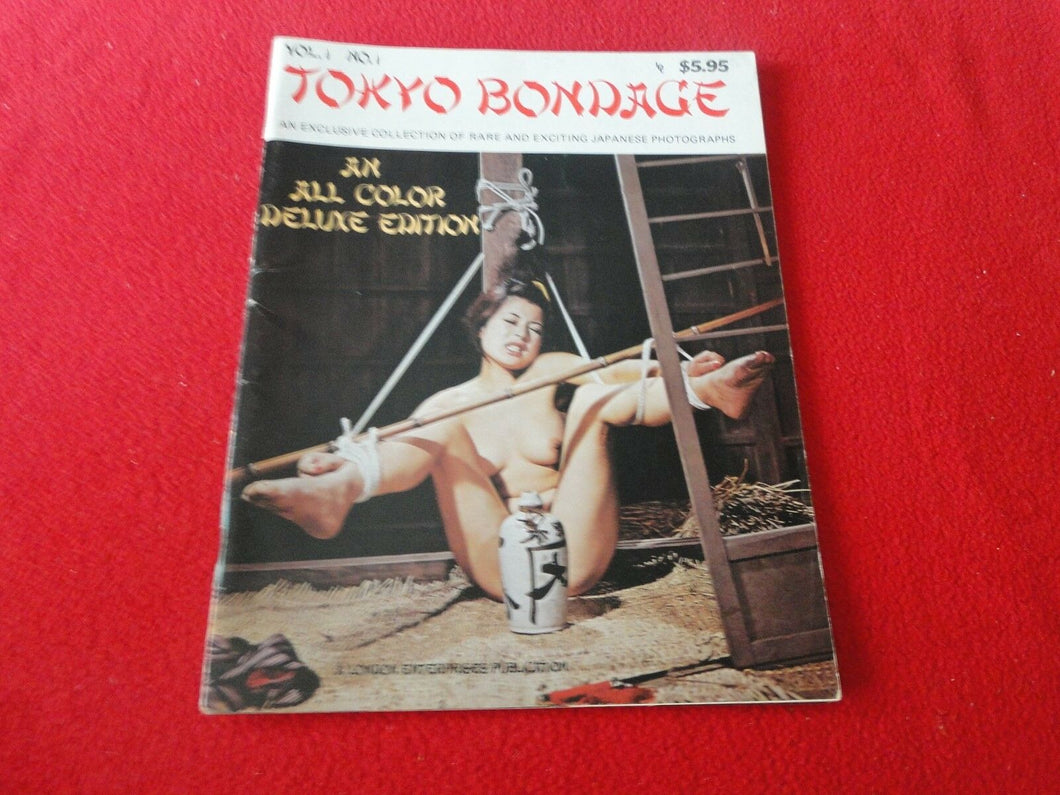 VOL. 1 NO. 1
$5.95
TOKYO BONDAGE
AN EXCLUSIVE COLLECTION OF RARE AND EXCITING JAPANESE PHOTOGRAPHS
AN
ALL COLOR
DELUXE EDITION
A LONDON ENTERPRISES PUBLICATION